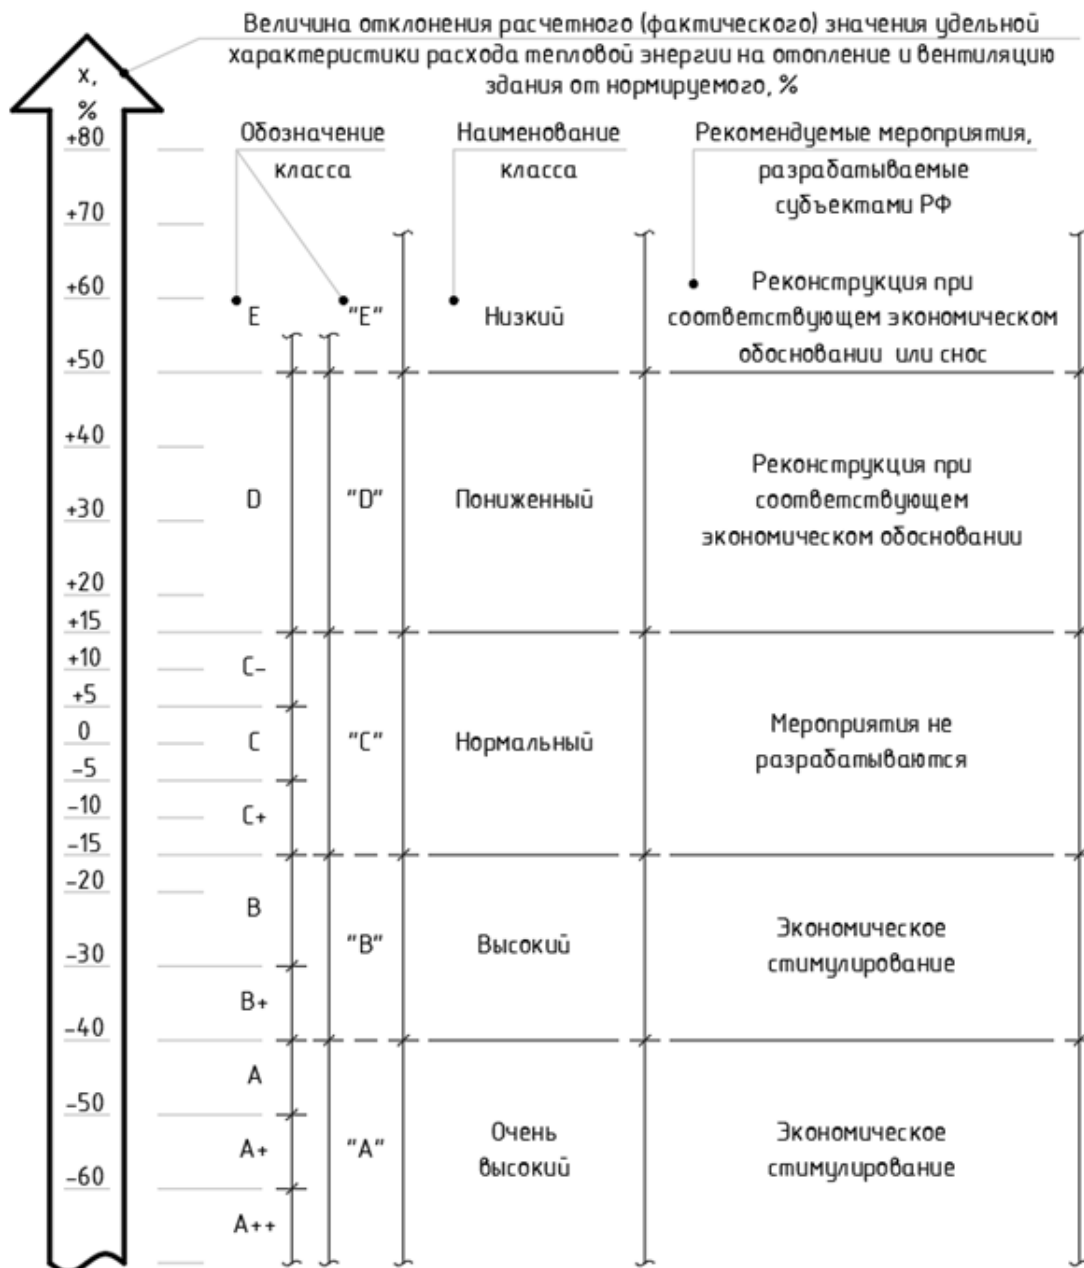 Величина отклонения расчетного (фактического) значения удельной
характеристики расхода тепловой энергии на отопление и вентиляцию
здания от нормируемого, %
х,
%
Обозначение
класса
Наименование
класса
Рекомендуемые мероприятия,
разрабатываемые
субъектами РФ
+80
+70
+60
E
"E"
Низкий
Реконструкция при
соответствующем экономическом
обосновании или снос
+50
+40
D
"D"
Пониженный
Реконструкция при
соответствующем
экономическом обосновании
+30
+20
+15
+10
C-
+5
0
C
"C"
Нормальный
Мероприятия не
разрабатываются
-5
-10
C+
-15
-20
B
"B"
Высокий
Экономическое
стимулирование
-30
B+
-40
A
-50
A+
"A"
Очень
высокий
Экономическое
стимулирование
-60
A++